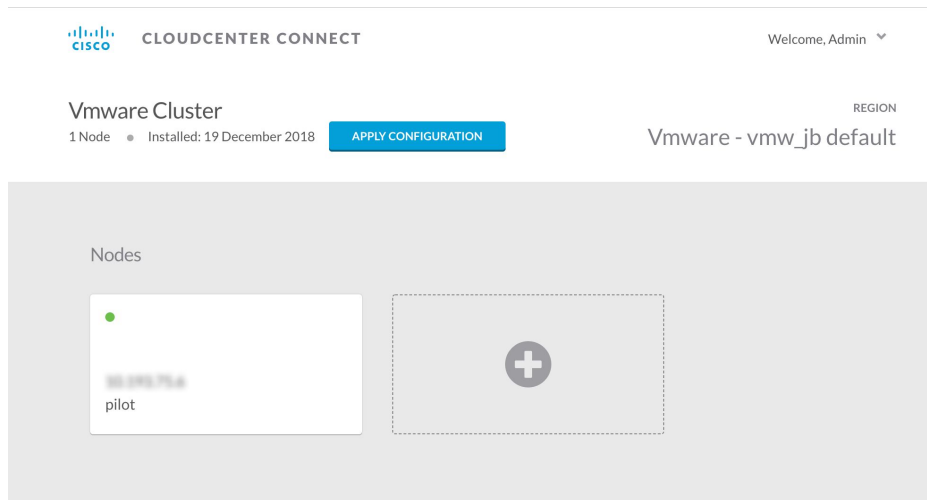 CISCO CLOUDCENTER CONNECT
Welcome, Admin
Vmware Cluster
1 Node • Installed: 19 December 2018 APPLY CONFIGURATION
REGION
Vmware - vmw_jb default
Nodes
pilot